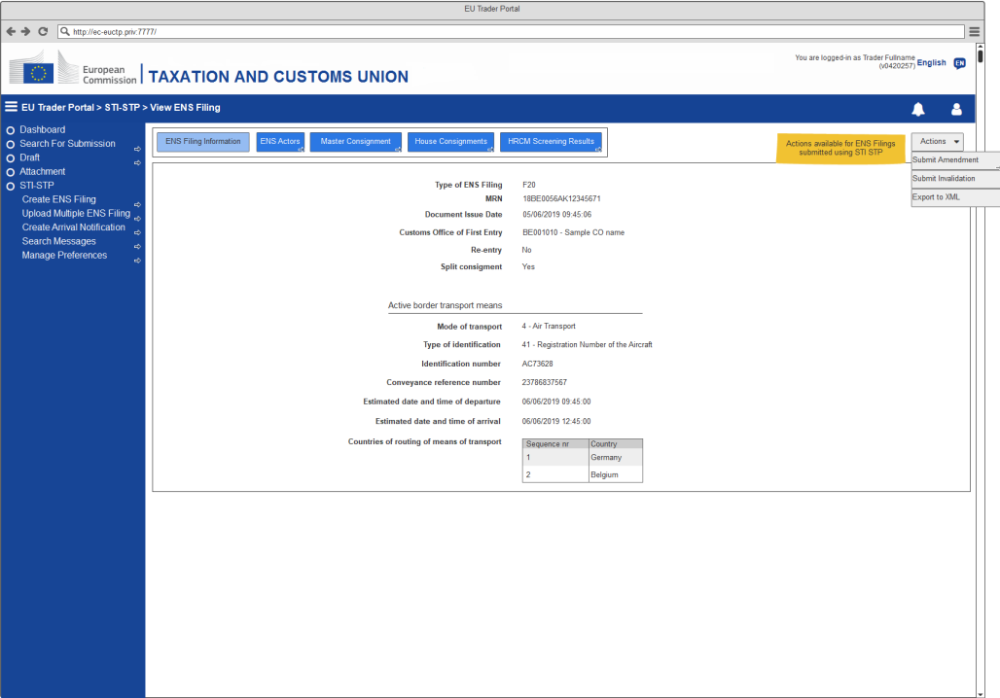 EU Trader Portal
http://ec-euctp.priv:7777/
European
Commission
TAXATION AND CUSTOMS UNION
You are logged-in as Trader Fullname
(v0420257)
English
EN
EU Trader Portal > STI-STP > View ENS Filing
Dashboard
Search For Submission
Draft
Attachment
STI-STP
Create ENS Filing
Upload Multiple ENS Filing
Create Arrival Notification
Search Messages
Manage Preferences
ENS Filing Information
ENS Actors
Master Consignment
House Consignments
HRCM Screening Results
Actions available for ENS Filings
submitted using STI STP
Actions
Submit Amendment
Submit Invalidation
Export to XML
Type of ENS Filing F20
MRN 18BE0056AK12345671
Document Issue Date 05/06/2019 09:45:06
Customs Office of First Entry BE001010 - Sample CO name
Re-entry No
Split consigment Yes
Active border transport means
Mode of transport 4 - Air Transport
Type of identification 41 - Registration Number of the Aircraft
Identification number AC73628
Conveyance reference number 23786837567
Estimated date and time of departure 06/06/2019 09:45:00
Estimated date and time of arrival 06/06/2019 12:45:00
Countries of routing of means of transport
Sequence nr Country
1 Germany
2 Belgium